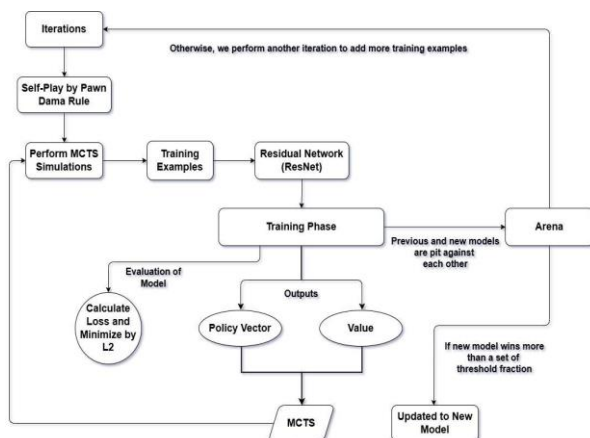 Iterations
Otherwise, we perform another iteration to add more training examples
Self-Play by Pawn
Dama Rule
Perform MCTS
Simulations
Training
Examples
Residual Network
(ResNet)
Training Phase
Previous and new models
are pit against
each other
Arena
Evaluation of
Model
Calculate
Loss and
Minimize by
L2
Outputs
Policy Vector
Value
If new model wins more
than a set of
threshold fraction
MCTS
Updated to New
Model